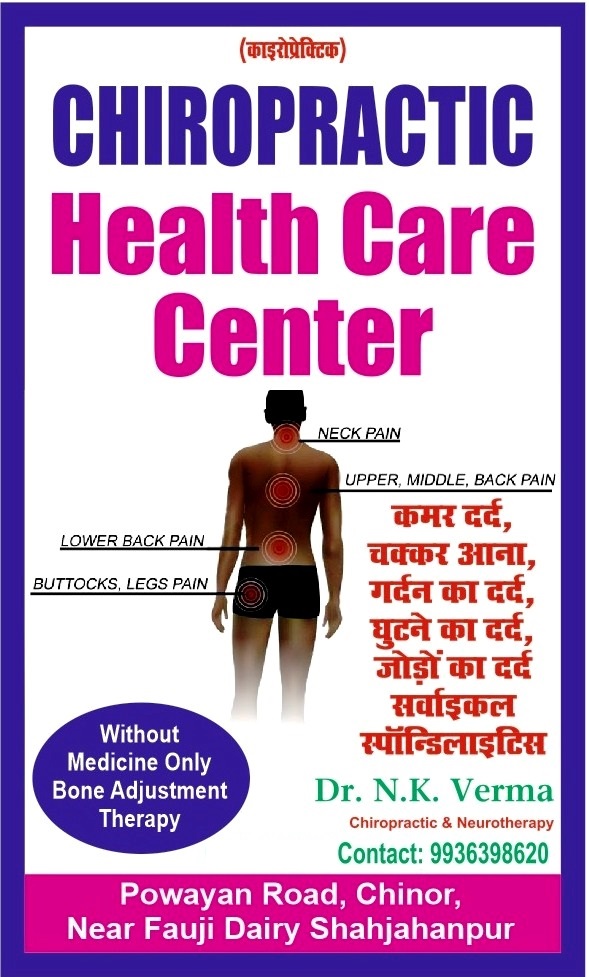 (काइरोप्रेक्टिक)
CHIROPRACTIC
Health Care
Center
NECK PAIN
UPPER, MIDDLE, BACK PAIN
LOWER BACK PAIN
BUTTOCKS, LEGS PAIN
कमर दर्द,
चक्कर आना,
गर्दन का दर्द,
घुटने का दर्द,
जोड़ों का दर्द
सर्वाइकल
स्पॉन्डिलाइटिस
Without
Medicine Only
Bone Adjustment
Therapy
Dr. N.K. Verma
Chiropractic & Neurotherapy
Contact: 9936398620
Powayan Road, Chinor,
Near Fauji Dairy Shahjahanpur